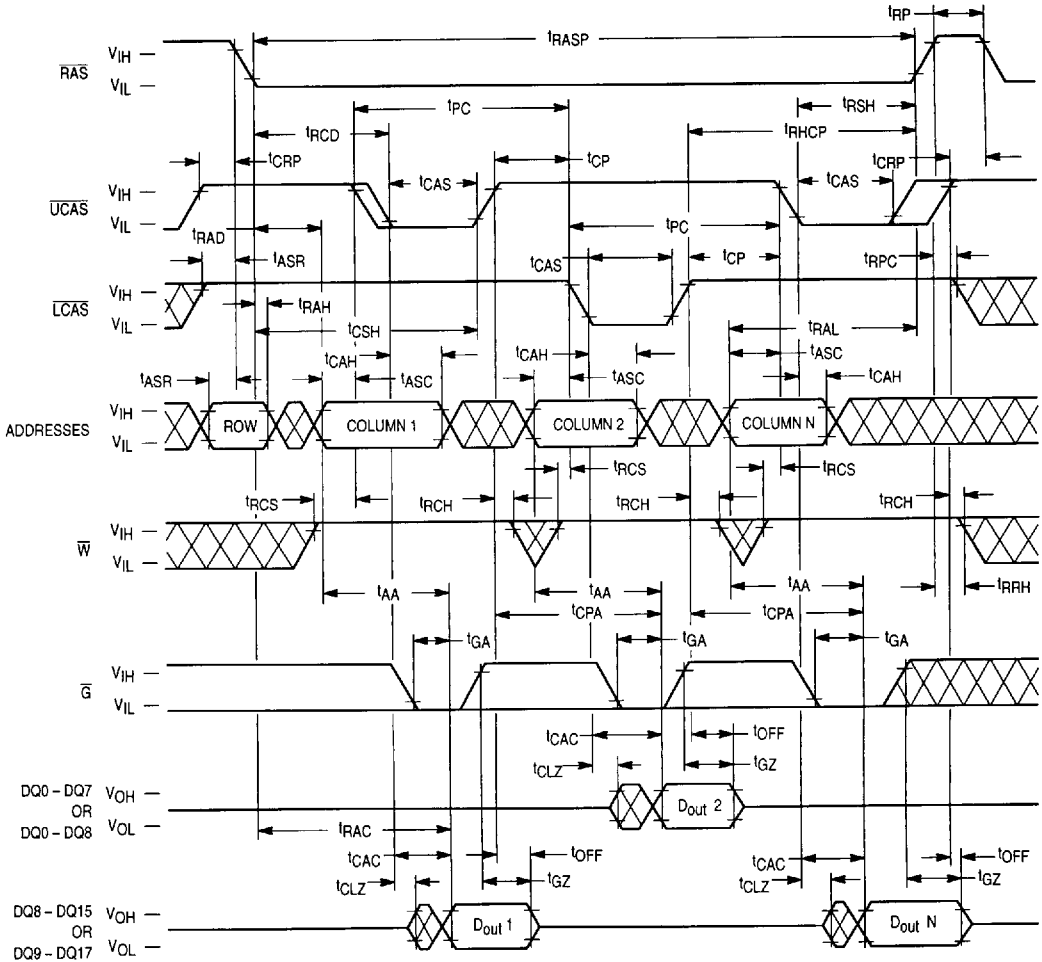 tRP
tRASP
RAS
VIH
VIL
tPC
tRSH
tRCD
tRHCP
tCRP
tCP
tCRP
UCAS
VIH
VIL
tCAS
tCAS
tRAD
tASR
tPC
tCAS
tCP
tRPC
LCAS
VIH
VIL
tRAH
tCSH
tRAL
tCAH
tCAH
tASC
tASR
tASC
tASC
tCAH
ADDRESSES
VIH
VIL
ROW
COLUMN 1
COLUMN 2
COLUMN N
tRCS
tRCS
tRCS
tRCH
tRCH
tRCH
W
VIH
VIL
tAA
tAA
tAA
tRRH
tCPA
tCPA
tGA
tGA
tGA
G
VIH
VIL
tCAC
tOFF
tCLZ
tGZ
DQ0 – DQ7
OR
DQ0 – DQ8
VOH
VOL
Dout 2
tRAC
tCAC
tOFF
tCAC
tOFF
tCLZ
tGZ
tCLZ
tGZ
DQ8 – DQ15
OR
DQ9 – DQ17
VOH
VOL
Dout 1
Dout N